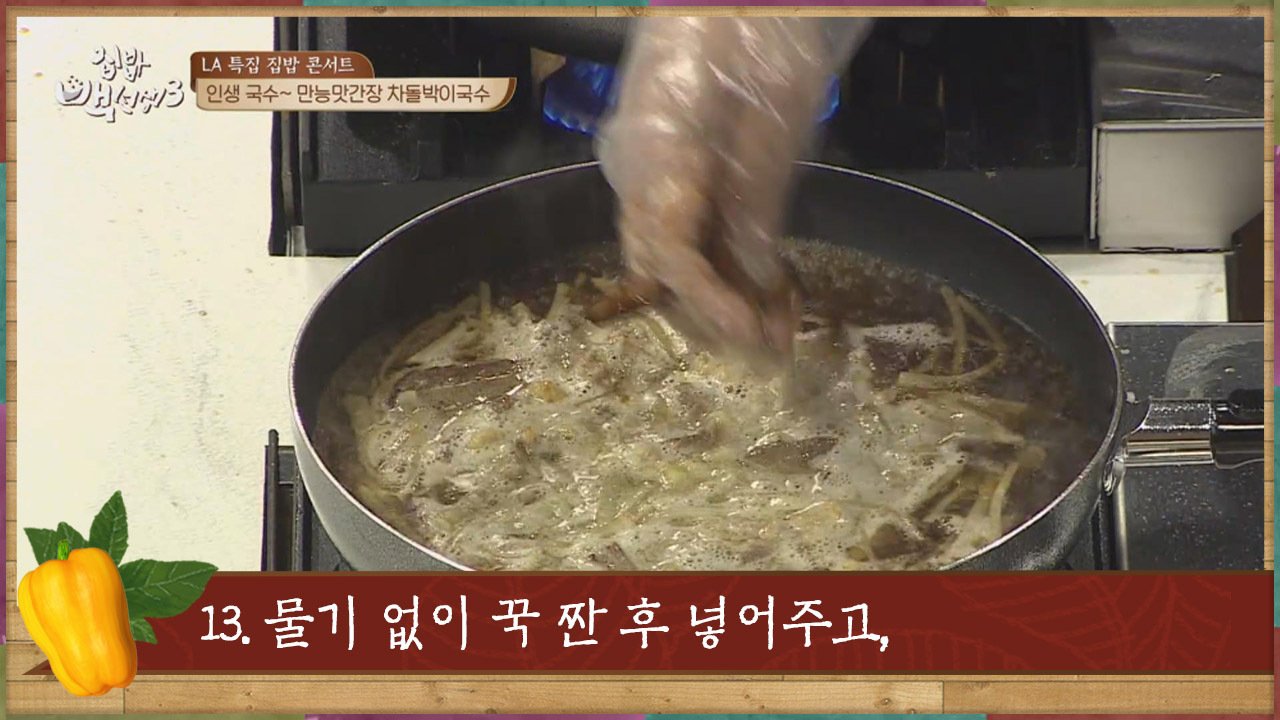 집밥
백선생3
LA 특집 집밥 콘서트
인생 국수~ 만능맛간장 차돌박이국수
13. 물기 없이 꾹 짠 후 넣어주고,